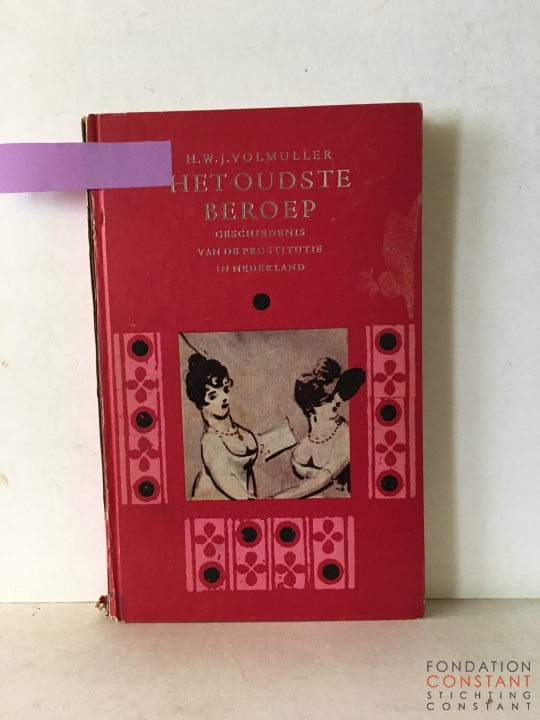 H.W.J.VOLMULLER
HET OUDSTE
BEROEP
GESCHIEDENIS
VAN DE PROSTITUTIE
IN NEDERLAND
FONDATION
CONSTANT
STICHTING
CONSTANT